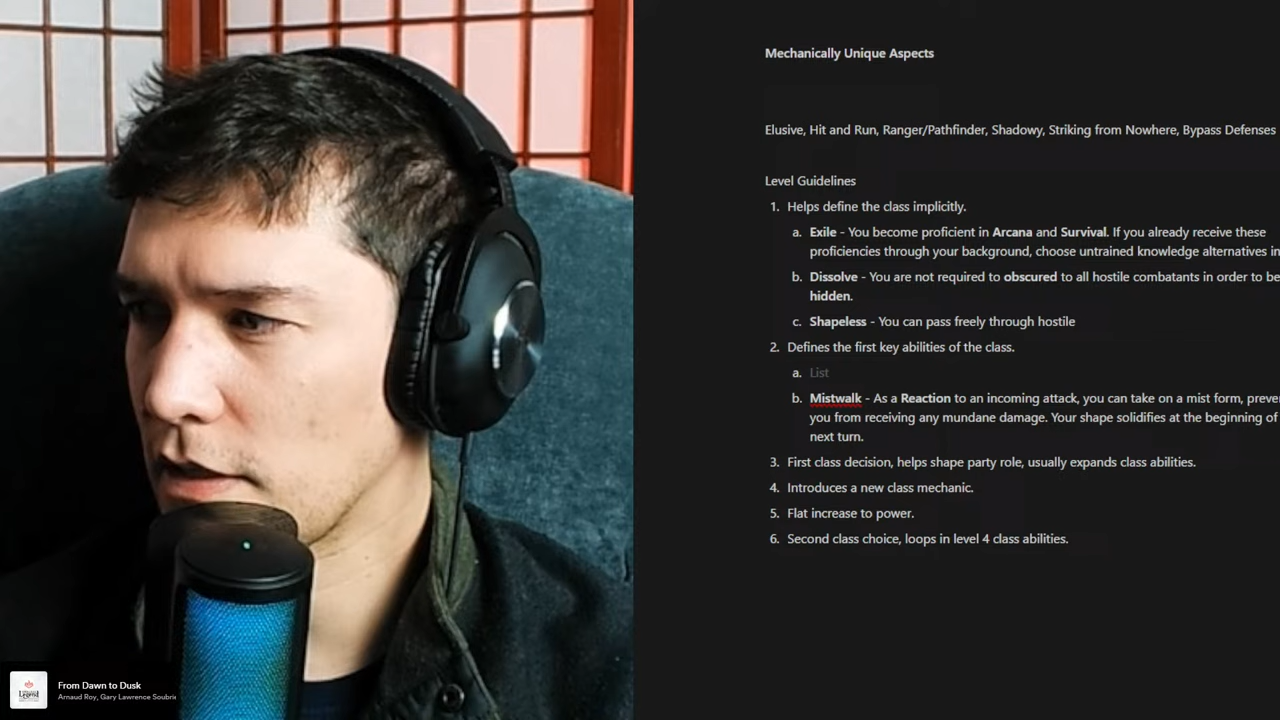 Mechanically Unique Aspects
Elusive, Hit and Run, Ranger/Pathfinder, Shadowy, Striking from Nowhere, Bypass Defenses
Level Guidelines
1. Helps define the class implicitly.
a. Exile - You become proficient in Arcana and Survival. If you already receive these
proficiencies through your background, choose untrained knowledge alternatives in
b. Dissolve - You are not required to obscured to all hostile combatants in order to be
hidden.
c. Shapeless - You can pass freely through hostile
2. Defines the first key abilities of the class.
a. List
b. Mistwalk - As a Reaction to an incoming attack, you can take on a mist form, preve
you from receiving any mundane damage. Your shape solidifies at the beginning of
next turn.
3. First class decision, helps shape party role, usually expands class abilities.
4. Introduces a new class mechanic.
5. Flat increase to power.
6. Second class choice, loops in level 4 class abilities.
Legend
From Dawn to Dusk
Arnaud Roy, Gary Lawrence Soubrie